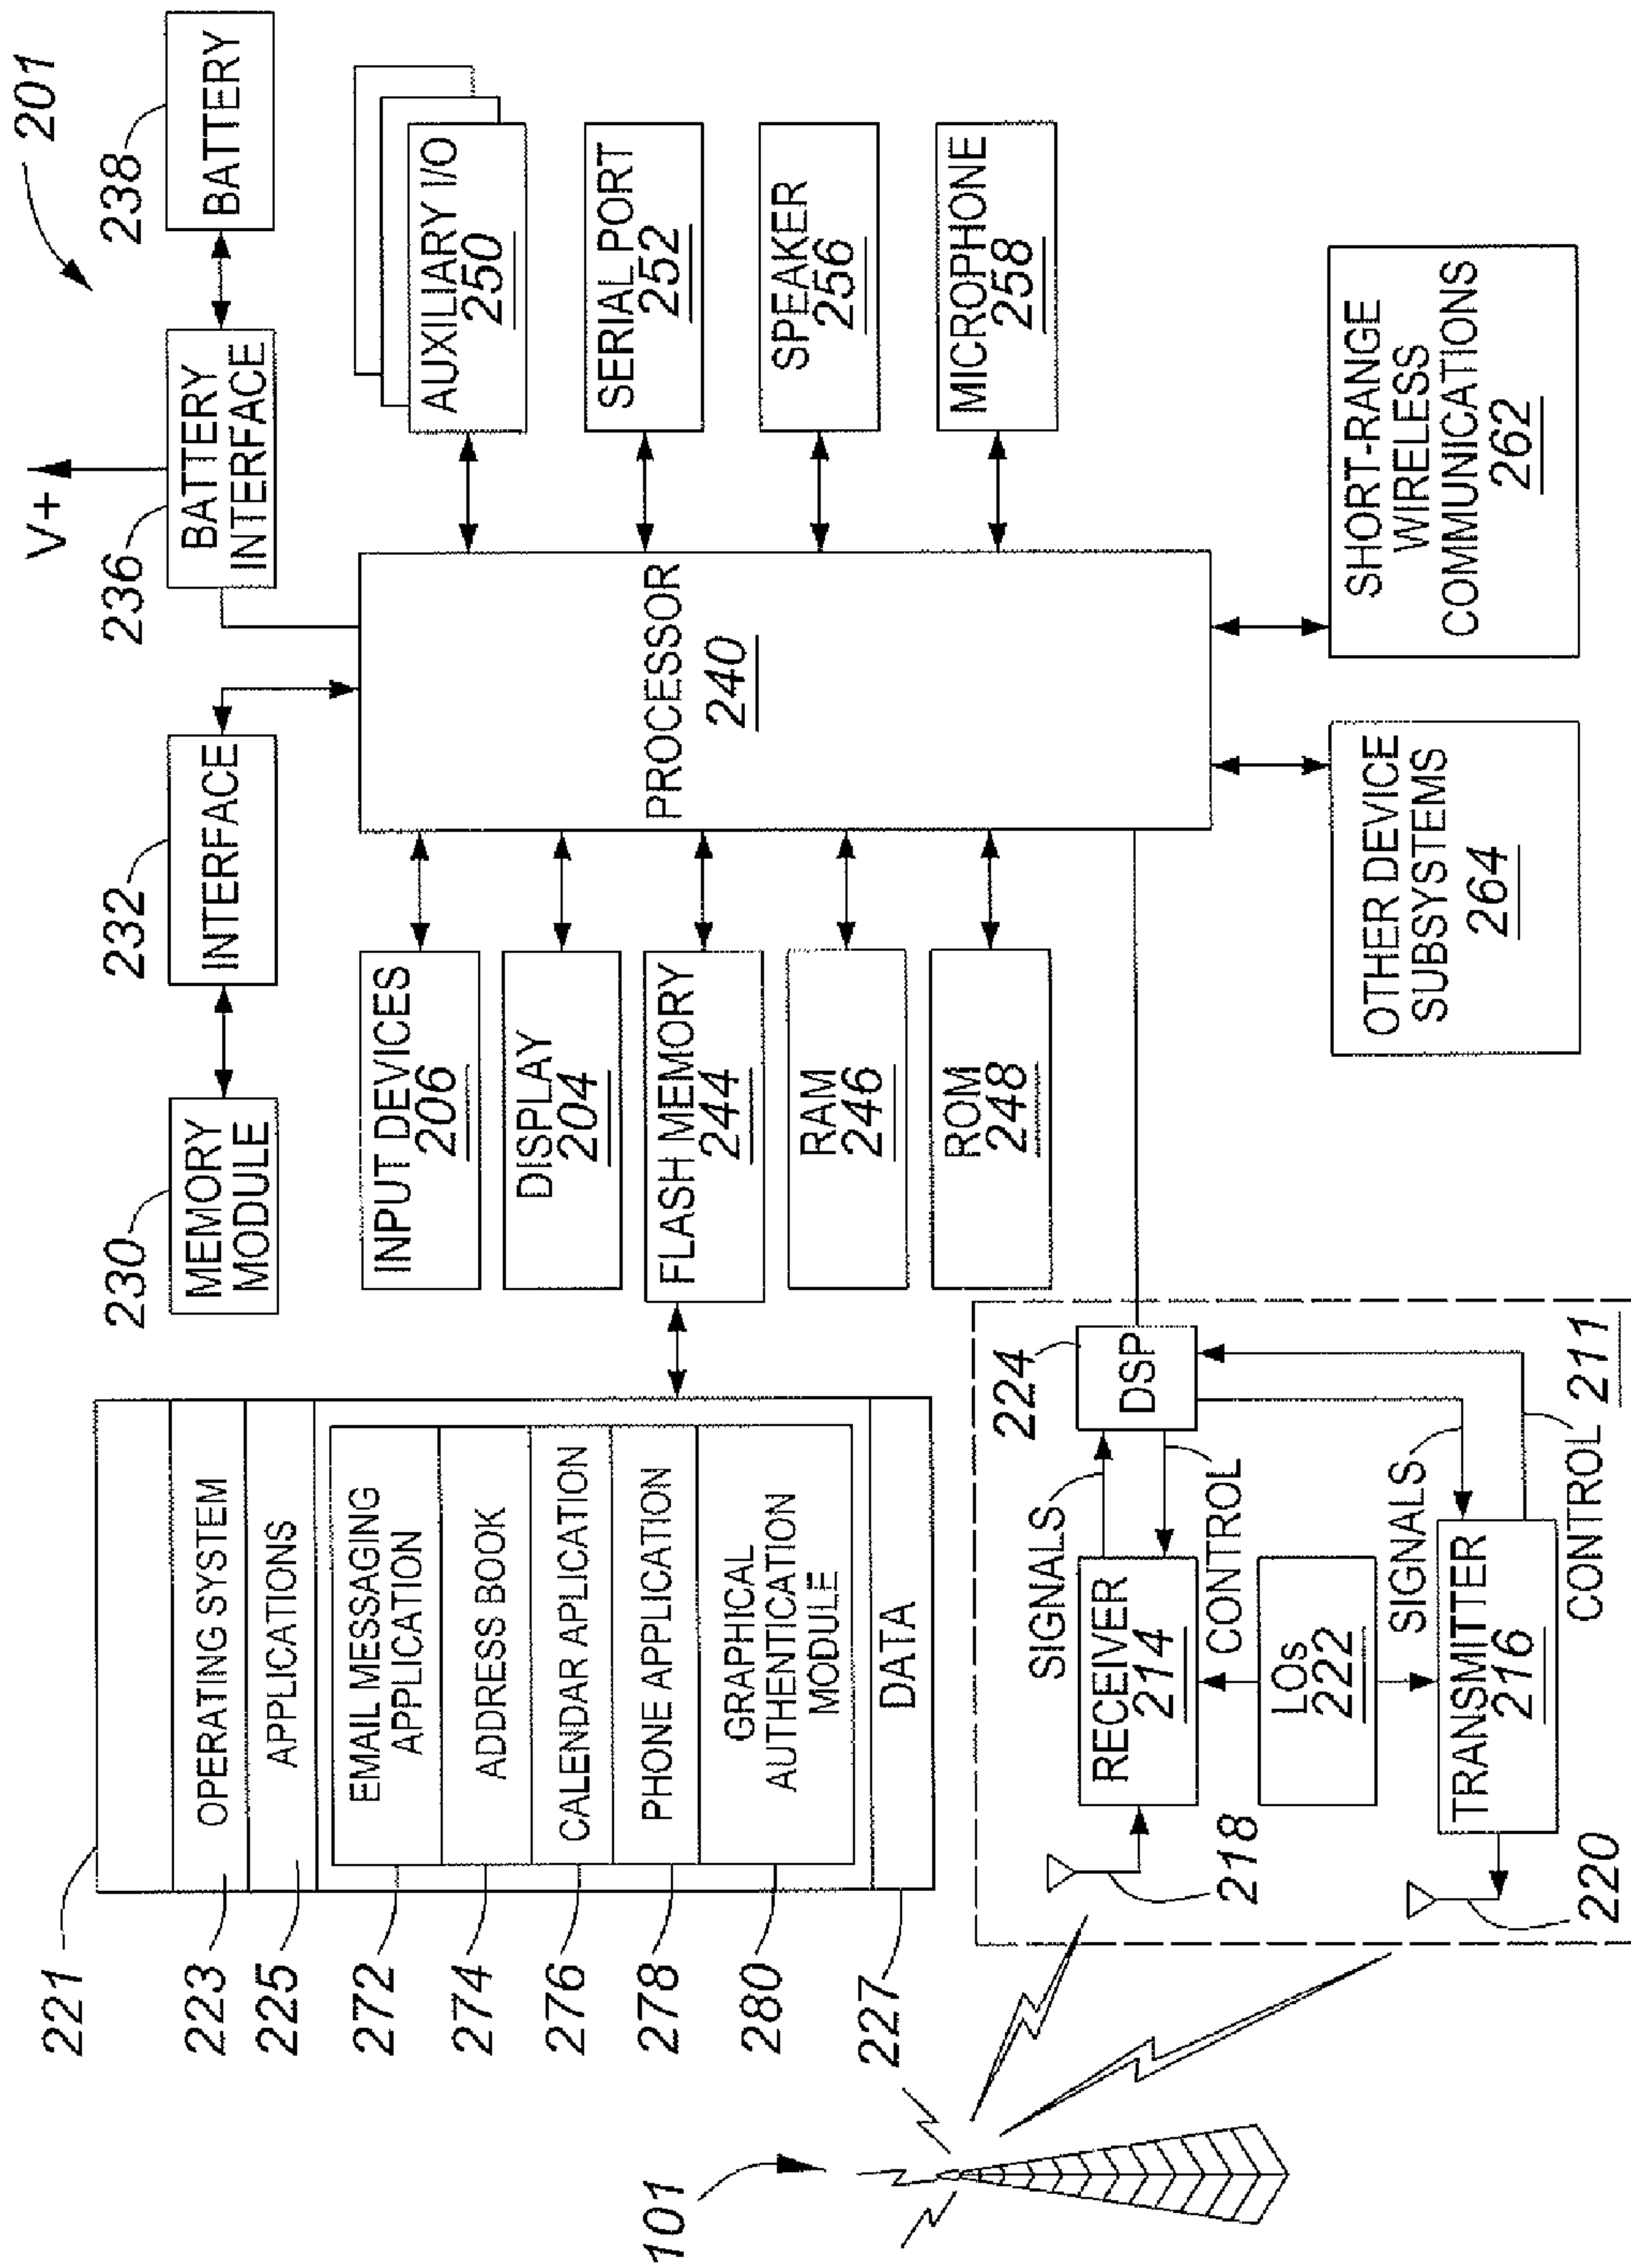 201
V+
230
232
236
238
MEMORY
MODULE
INTERFACE
BATTERY
INTERFACE
BATTERY
221
223
OPERATING SYSTEM
225
APPLICATIONS
272
EMAIL MESSAGING
APPLICATION
274
ADDRESS BOOK
276
CALENDAR APLICATION
278
PHONE APPLICATION
280
GRAPHICAL
AUTHENTICATION
MODULE
227
DATA
INPUT DEVICES
206
DISPLAY
204
FLASH MEMORY
244
RAM
246
ROM
248
PROCESSOR
240
AUXILIARY I/O
250
SERIAL PORT
252
SPEAKER
256
MICROPHONE
258
101
224
DSP
SIGNALS
RECEIVER
214
CONTROL
218
LOs
222
SIGNALS
TRANSMITTER
216
CONTROL
220
211
OTHER DEVICE
SUBSYSTEMS
264
SHORT-RANGE
WIRELESS
COMMUNICATIONS
262